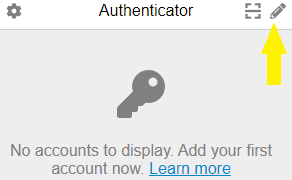 Authenticator
No accounts to display. Add your first
account now. Learn more